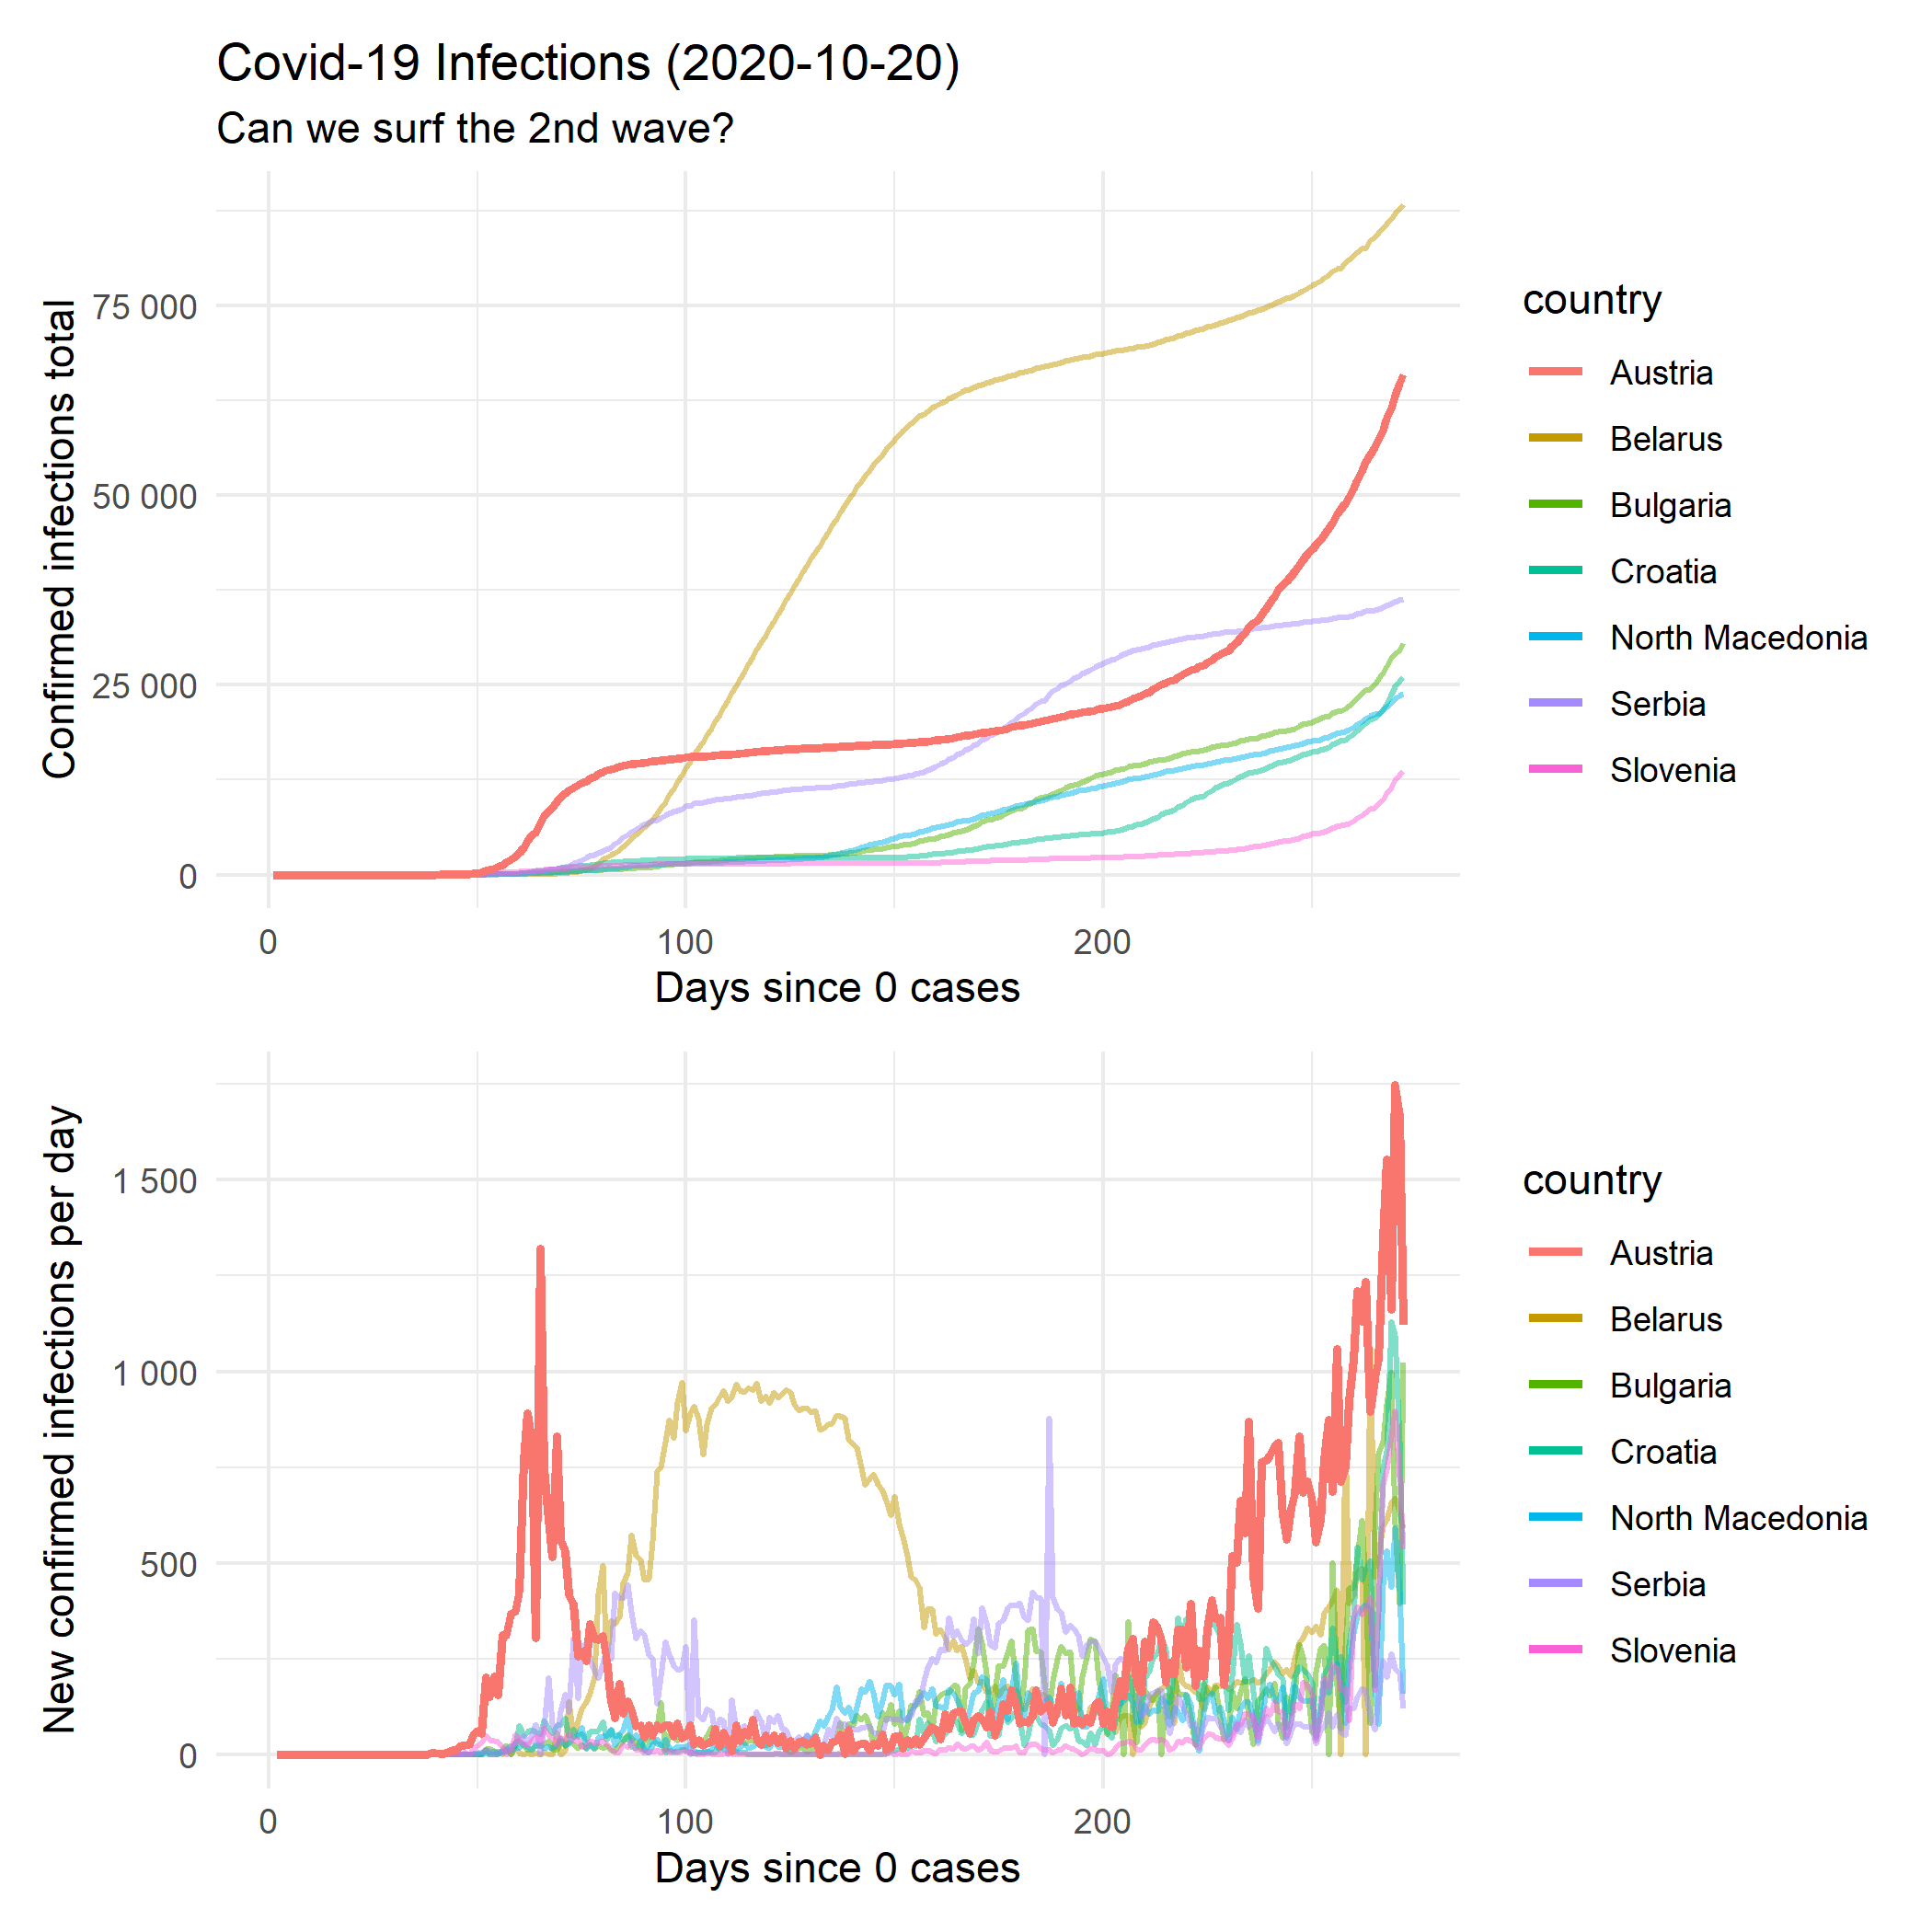 Covid-19 Infections (2020-10-20)
Can we surf the 2nd wave?
Confirmed infections total
75 000
50 000
25 000
0
0 100 200
Days since 0 cases
country
Austria
Belarus
Bulgaria
Croatia
North Macedonia
Serbia
Slovenia
New confirmed infections per day
1 500
1 000
500
0
0 100 200
Days since 0 cases
country
Austria
Belarus
Bulgaria
Croatia
North Macedonia
Serbia
Slovenia